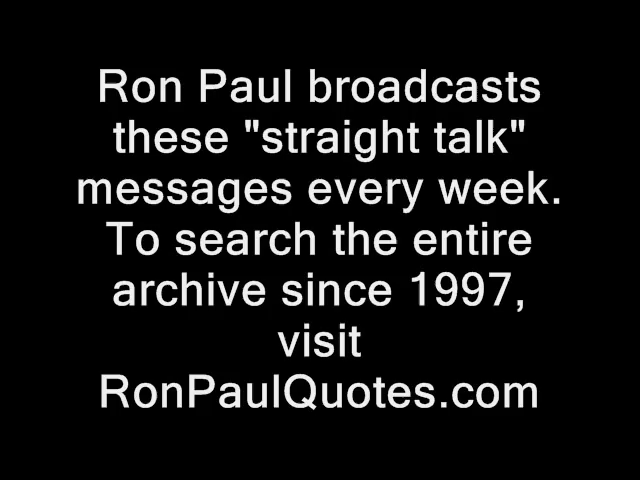 Ron Paul broadcasts
these "straight talk"
messages every week.
To search the entire
archive since 1997,
visit
RonPaulQuotes.com